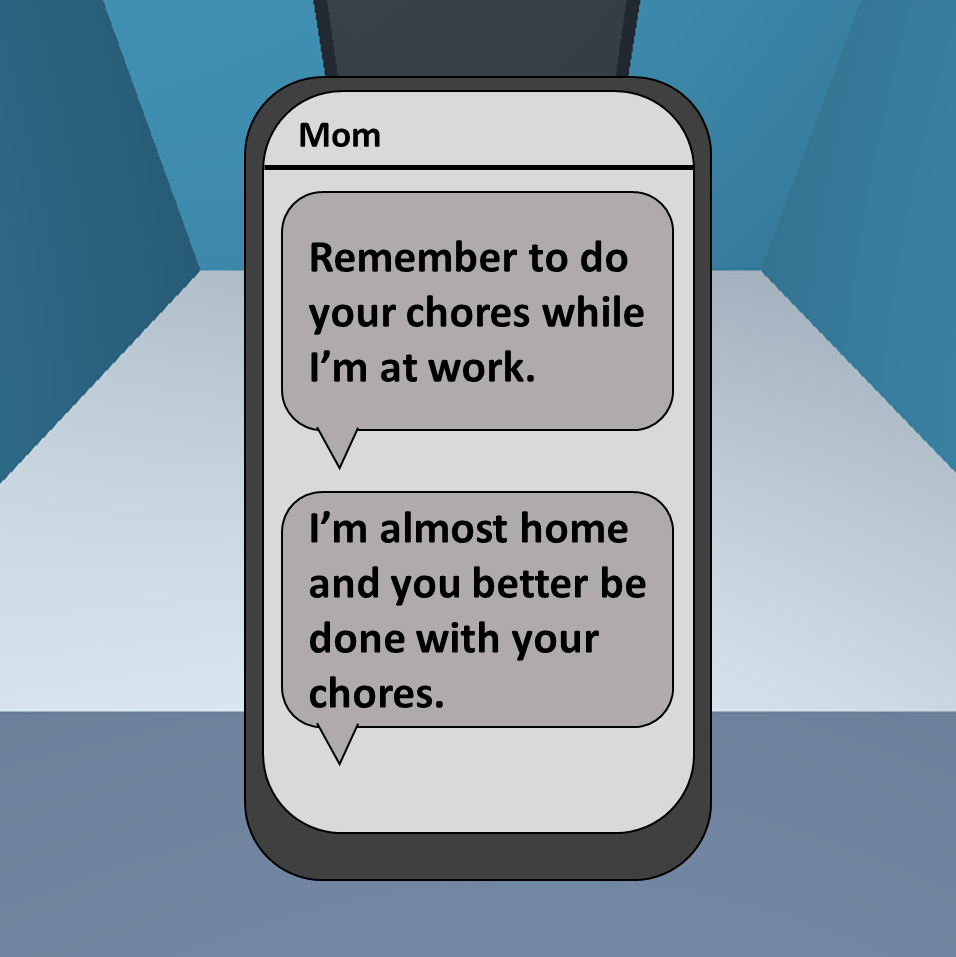 Mom
Remember to do
your chores while
I’m at work.
I’m almost home
and you better be
done with your
chores.